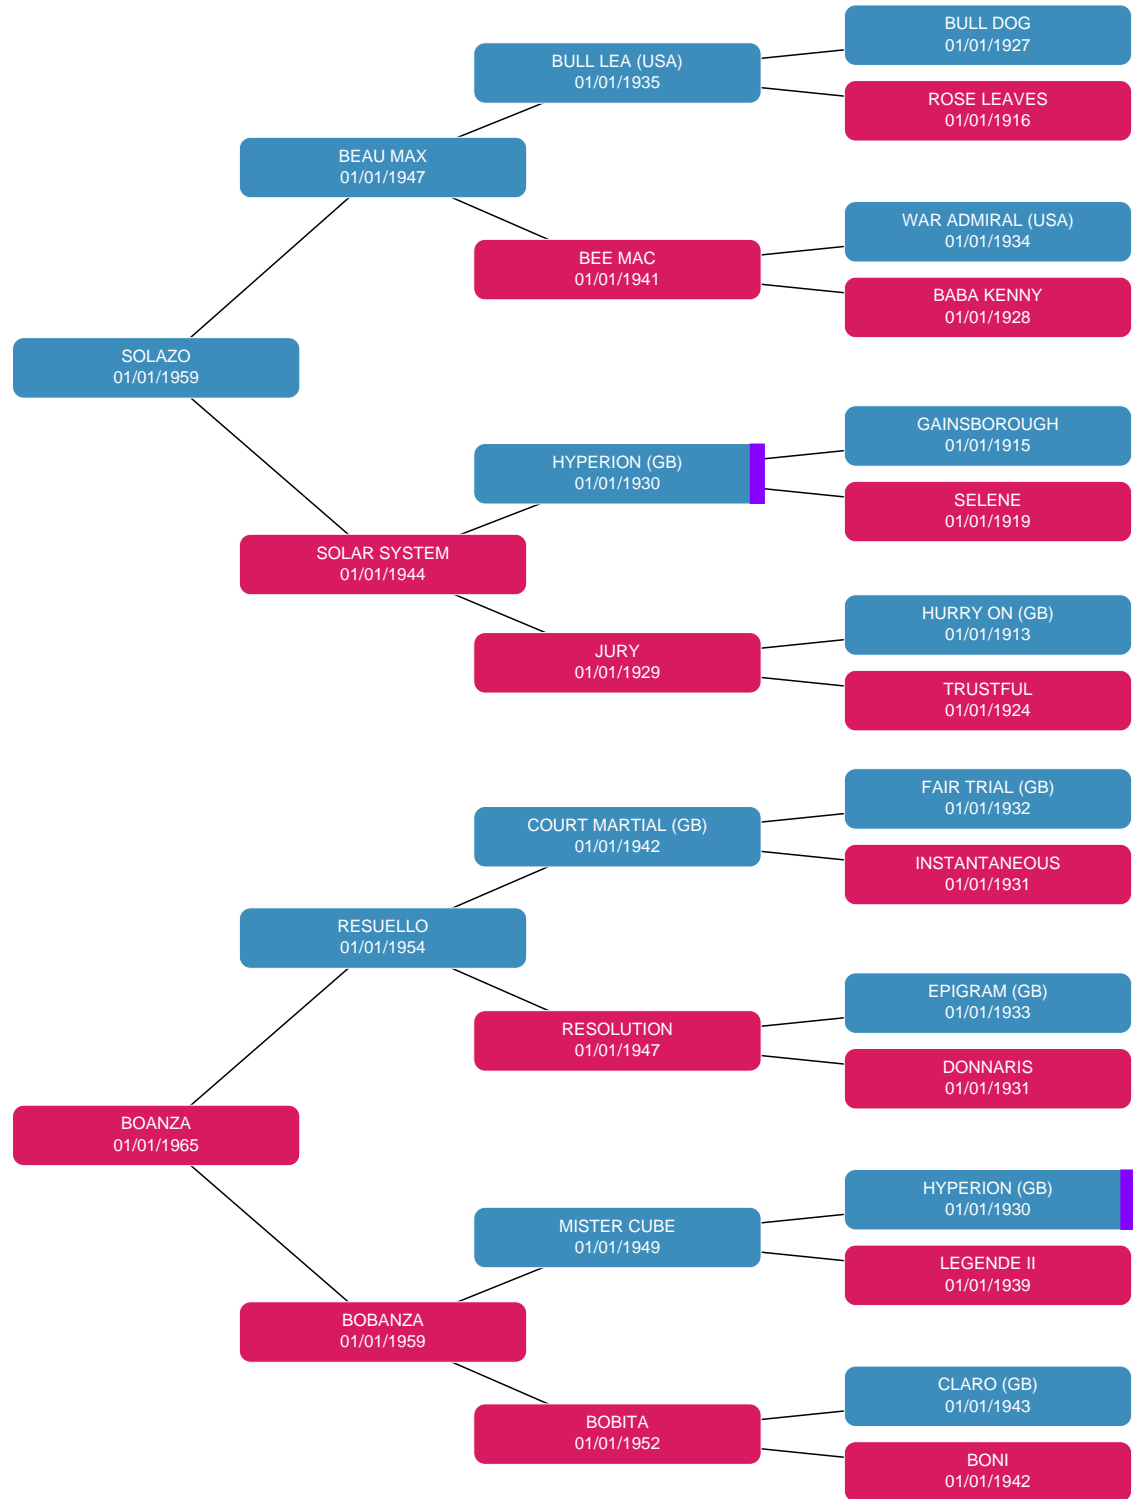 BULL DOG
01/01/1927
BULL LEA (USA)
01/01/1935
ROSE LEAVES
01/01/1916
BEAU MAX
01/01/1947
WAR ADMIRAL (USA)
01/01/1934
BEE MAC
01/01/1941
BABA KENNY
01/01/1928
SOLAZO
01/01/1959
GAINSBOROUGH
01/01/1915
HYPERION (GB)
01/01/1930
SELENE
01/01/1919
SOLAR SYSTEM
01/01/1944
HURRY ON (GB)
01/01/1913
JURY
01/01/1929
TRUSTFUL
01/01/1924
FAIR TRIAL (GB)
01/01/1932
COURT MARTIAL (GB)
01/01/1942
INSTANTANEOUS
01/01/1931
RESUELLO
01/01/1954
EPIGRAM (GB)
01/01/1933
RESOLUTION
01/01/1947
DONNARIS
01/01/1931
BOANZA
01/01/1965
HYPERION (GB)
01/01/1930
MISTER CUBE
01/01/1949
LEGENDE II
01/01/1939
BOBANZA
01/01/1959
CLARO (GB)
01/01/1943
BOBITA
01/01/1952
BONI
01/01/1942